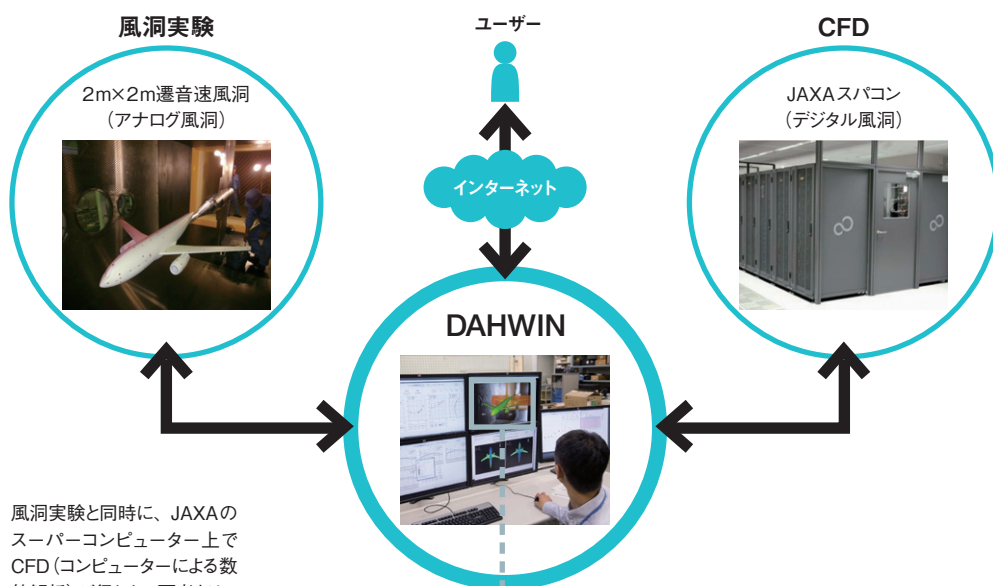 風洞実験
2m×2m遷音速風洞
(アナログ風洞)
ユーザー
インターネット
CFD
JAXAスパコン
(デジタル風洞)
DAHWIN
風洞実験と同時に、JAXAの
スーパーコンピューター上で
CFD(コンピューターによる数